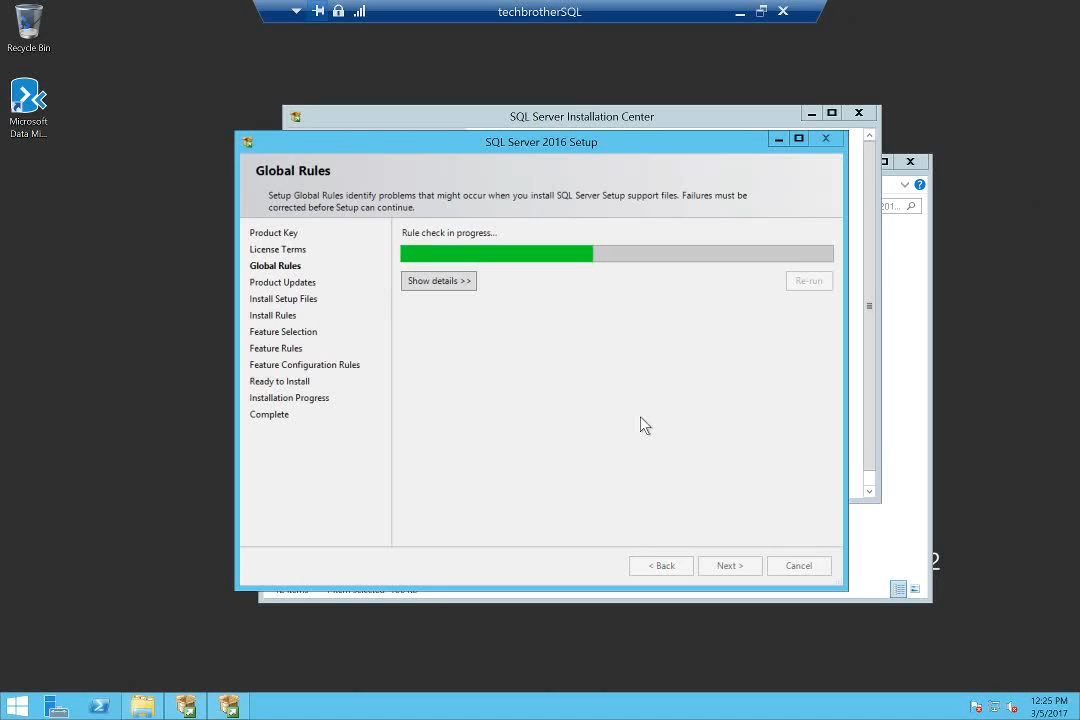 techbrotherSQL
Recycle Bin
Microsoft
Data Mi...
SQL Server Installation Center
SQL Server 2016 Setup
Global Rules
Setup Global Rules identify problems that might occur when you install SQL Server Setup support files. Failures must be
corrected before Setup can continue.
Product Key
License Terms
Global Rules
Product Updates
Install Setup Files
Install Rules
Feature Selection
Feature Rules
Feature Configuration Rules
Ready to Install
Installation Progress
Complete
Rule check in progress...
Show details >>
Re-run
201...
2
< Back
Next >
Cancel
12:25 PM
3/5/2017